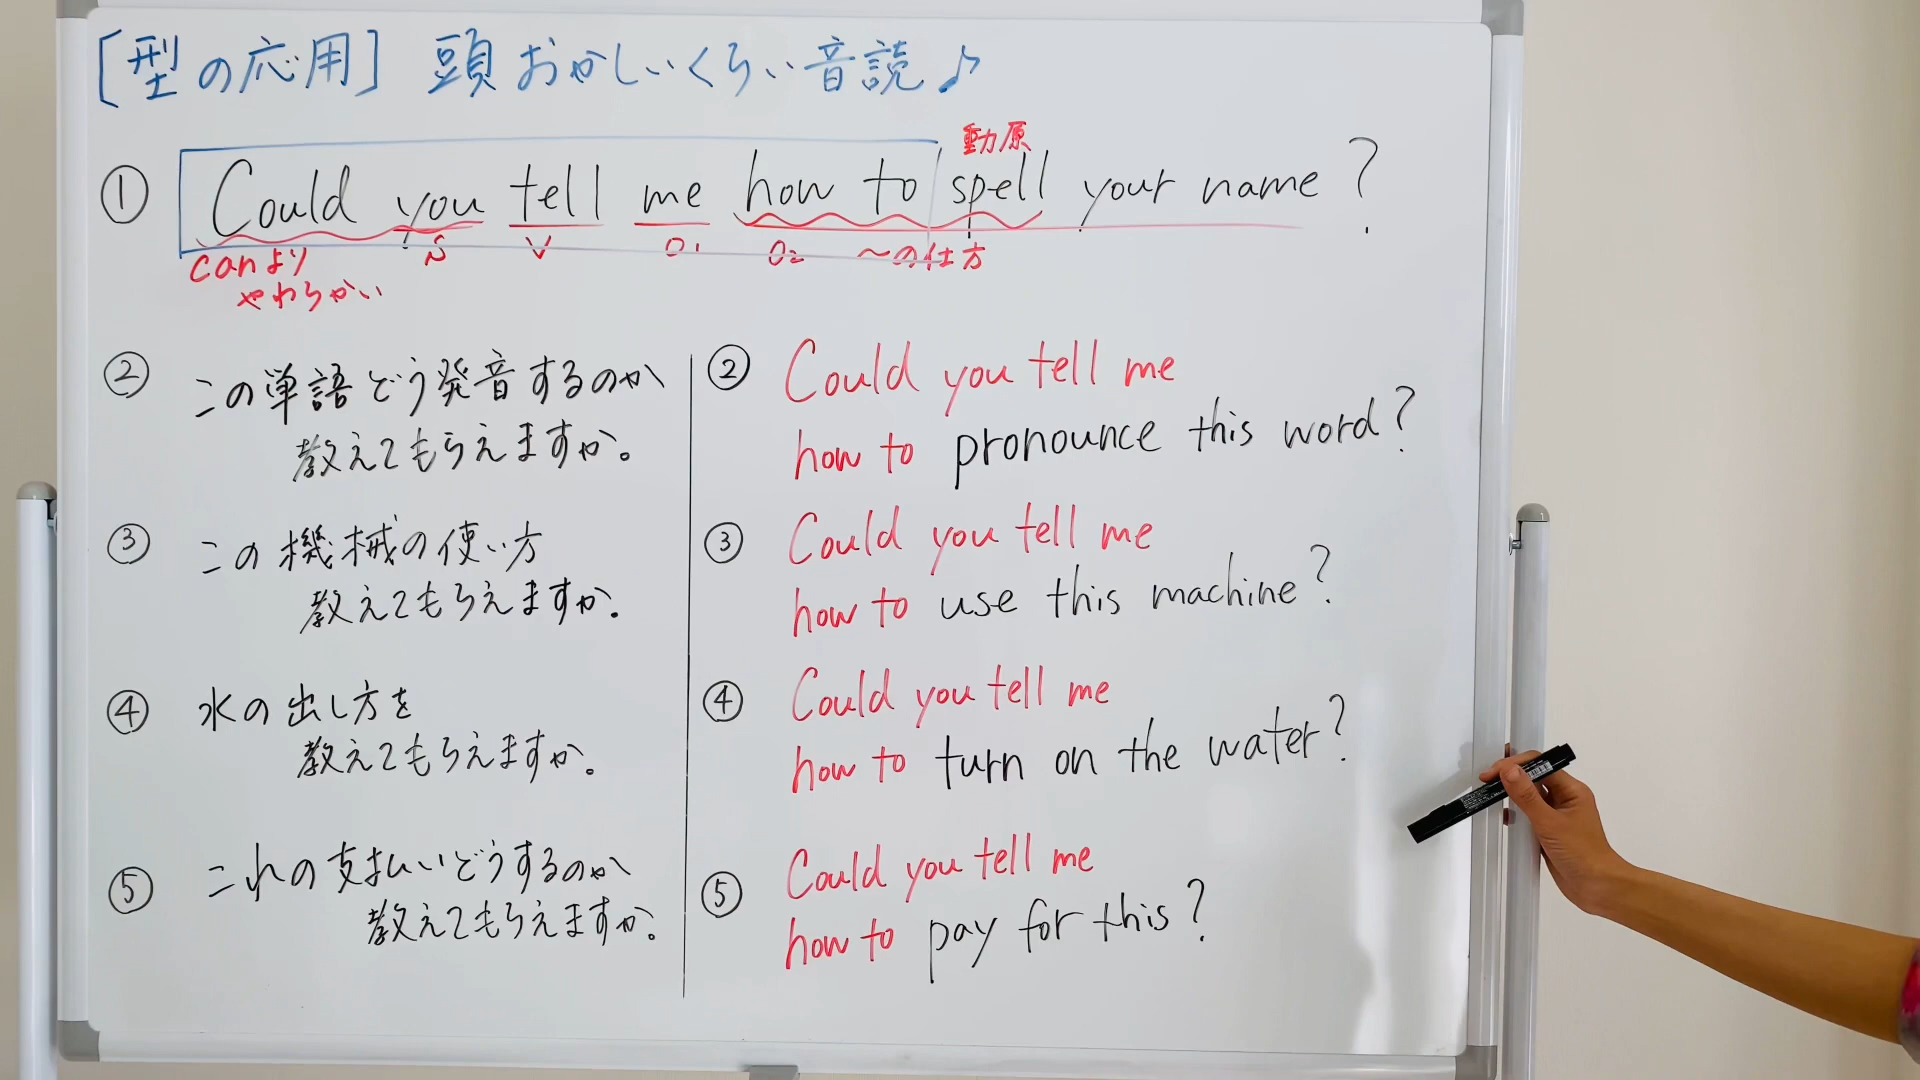 [型の応用] 頭おかしいくらい音読♪
動原
① Could you tell me how to spell your name?
S V O1 O2 〜の仕方
canより
やわらかい
② この単語どう発音するのか
教えてもらえますか。
③ この機械の使い方
教えてもらえますか。
④ 水の出し方を
教えてもらえますか。
⑤ これの支払いどうするのか
教えてもらえますか。
② Could you tell me
how to pronounce this word?
③ Could you tell me
how to use this machine?
④ Could you tell me
how to turn on the water?
⑤ Could you tell me
how to pay for this?